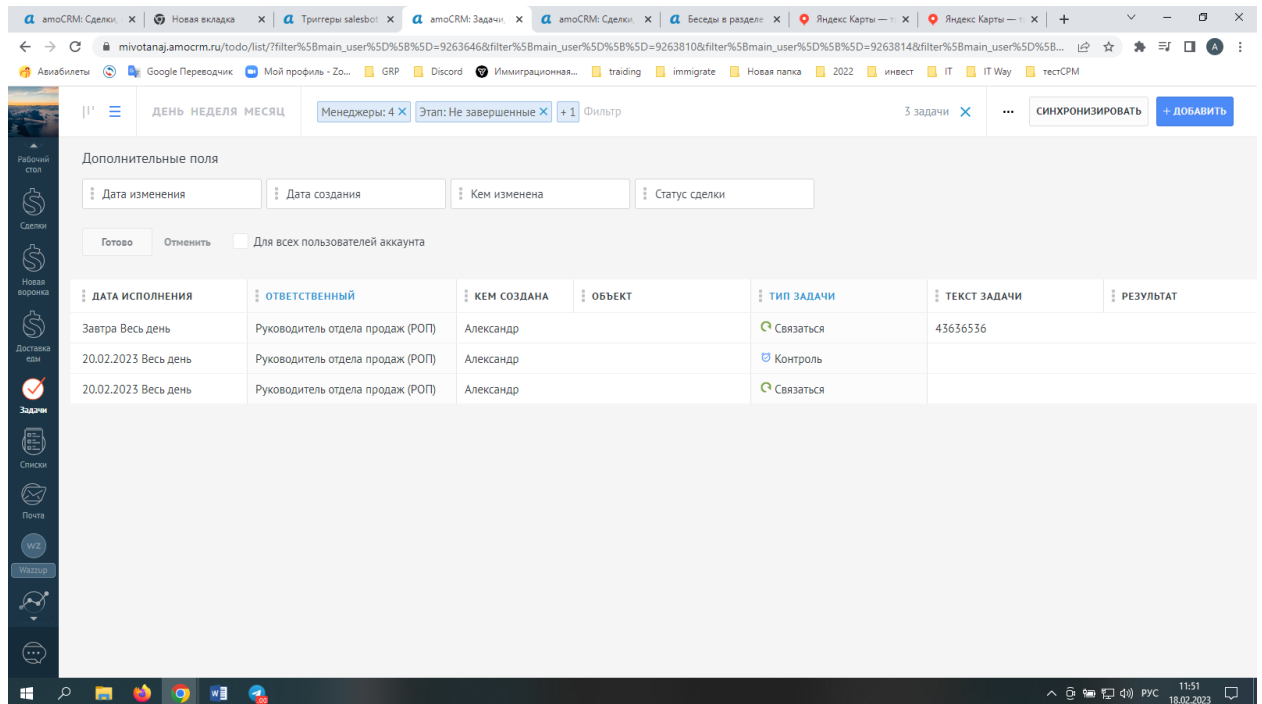 amoCRM: Сделки,
Новая вкладка
Триггеры salesbot
amoCRM: Задачи,
amoCRM: Сделки,
Беседы в разделе
Яндекс Карты — т
Яндекс Карты — т
mivotanaj.amocrm.ru/todo/list/?filter%5Bmain_user%5D%5B%5D=9263646&filter%5Bmain_user%5D%5B%5D=9263810&filter%5Bmain_user%5D%5B%5D=9263814&filter%5Bmain_user%5D%5B...
A
Авиабилеты
Google Переводчик
Мой профиль - Zo...
GRP
Discord
Иммиграционная...
traiding
immigrate
Новая папка
2022
инвест
IT
IT Way
тестСРМ
ДЕНЬ НЕДЕЛЯ МЕСЯЦ
Менеджеры: 4
Этап: Не завершенные
+ 1
Фильтр
3 задачи
СИНХРОНИЗИРОВАТЬ
+ ДОБАВИТЬ
Рабочий
стол
Сделки
Новая
воронка
Доставка
еды
Задачи
Списки
Почта
WZ
Wazzup
Дополнительные поля
Дата изменения
Дата создания
Кем изменена
Статус сделки
Готово
Отменить
Для всех пользователей аккаунта
ДАТА ИСПОЛНЕНИЯ ОТВЕТСТВЕННЫЙ КЕМ СОЗДАНА ОБЪЕКТ ТИП ЗАДАЧИ ТЕКСТ ЗАДАЧИ РЕЗУЛЬТАТ
Завтра Весь день Руководитель отдела продаж (РОП) Александр Связаться 43636536
20.02.2023 Весь день Руководитель отдела продаж (РОП) Александр Контроль
20.02.2023 Весь день Руководитель отдела продаж (РОП) Александр Связаться
РУС
11:51
18.02.2023